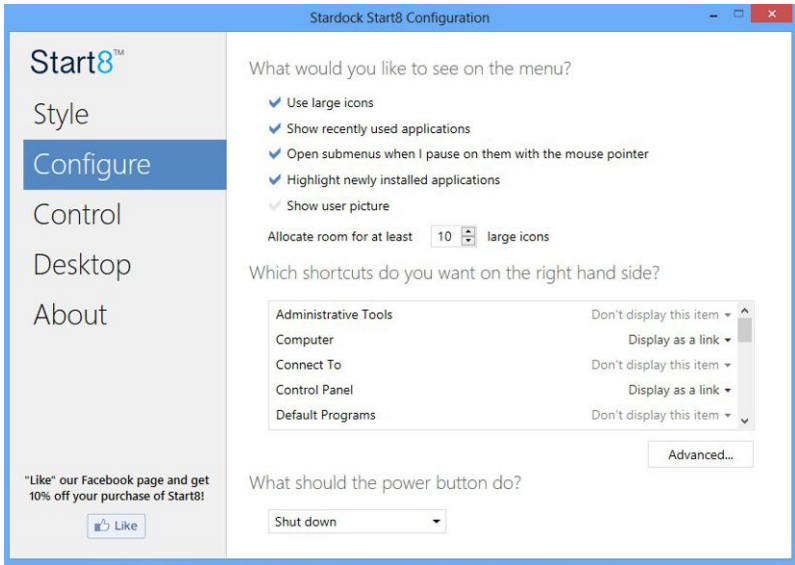 Stardock Start8 Configuration
Start8™
Style
Configure
Control
Desktop
About
"Like" our Facebook page and get
10% off your purchase of Start8!
Like
What would you like to see on the menu?
Use large icons
Show recently used applications
Open submenus when I pause on them with the mouse pointer
Highlight newly installed applications
Show user picture
Allocate room for at least 10 large icons
Which shortcuts do you want on the right hand side?
Administrative Tools Don't display this item
Computer Display as a link
Connect To Don't display this item
Control Panel Display as a link
Default Programs Don't display this item
Advanced...
What should the power button do?
Shut down